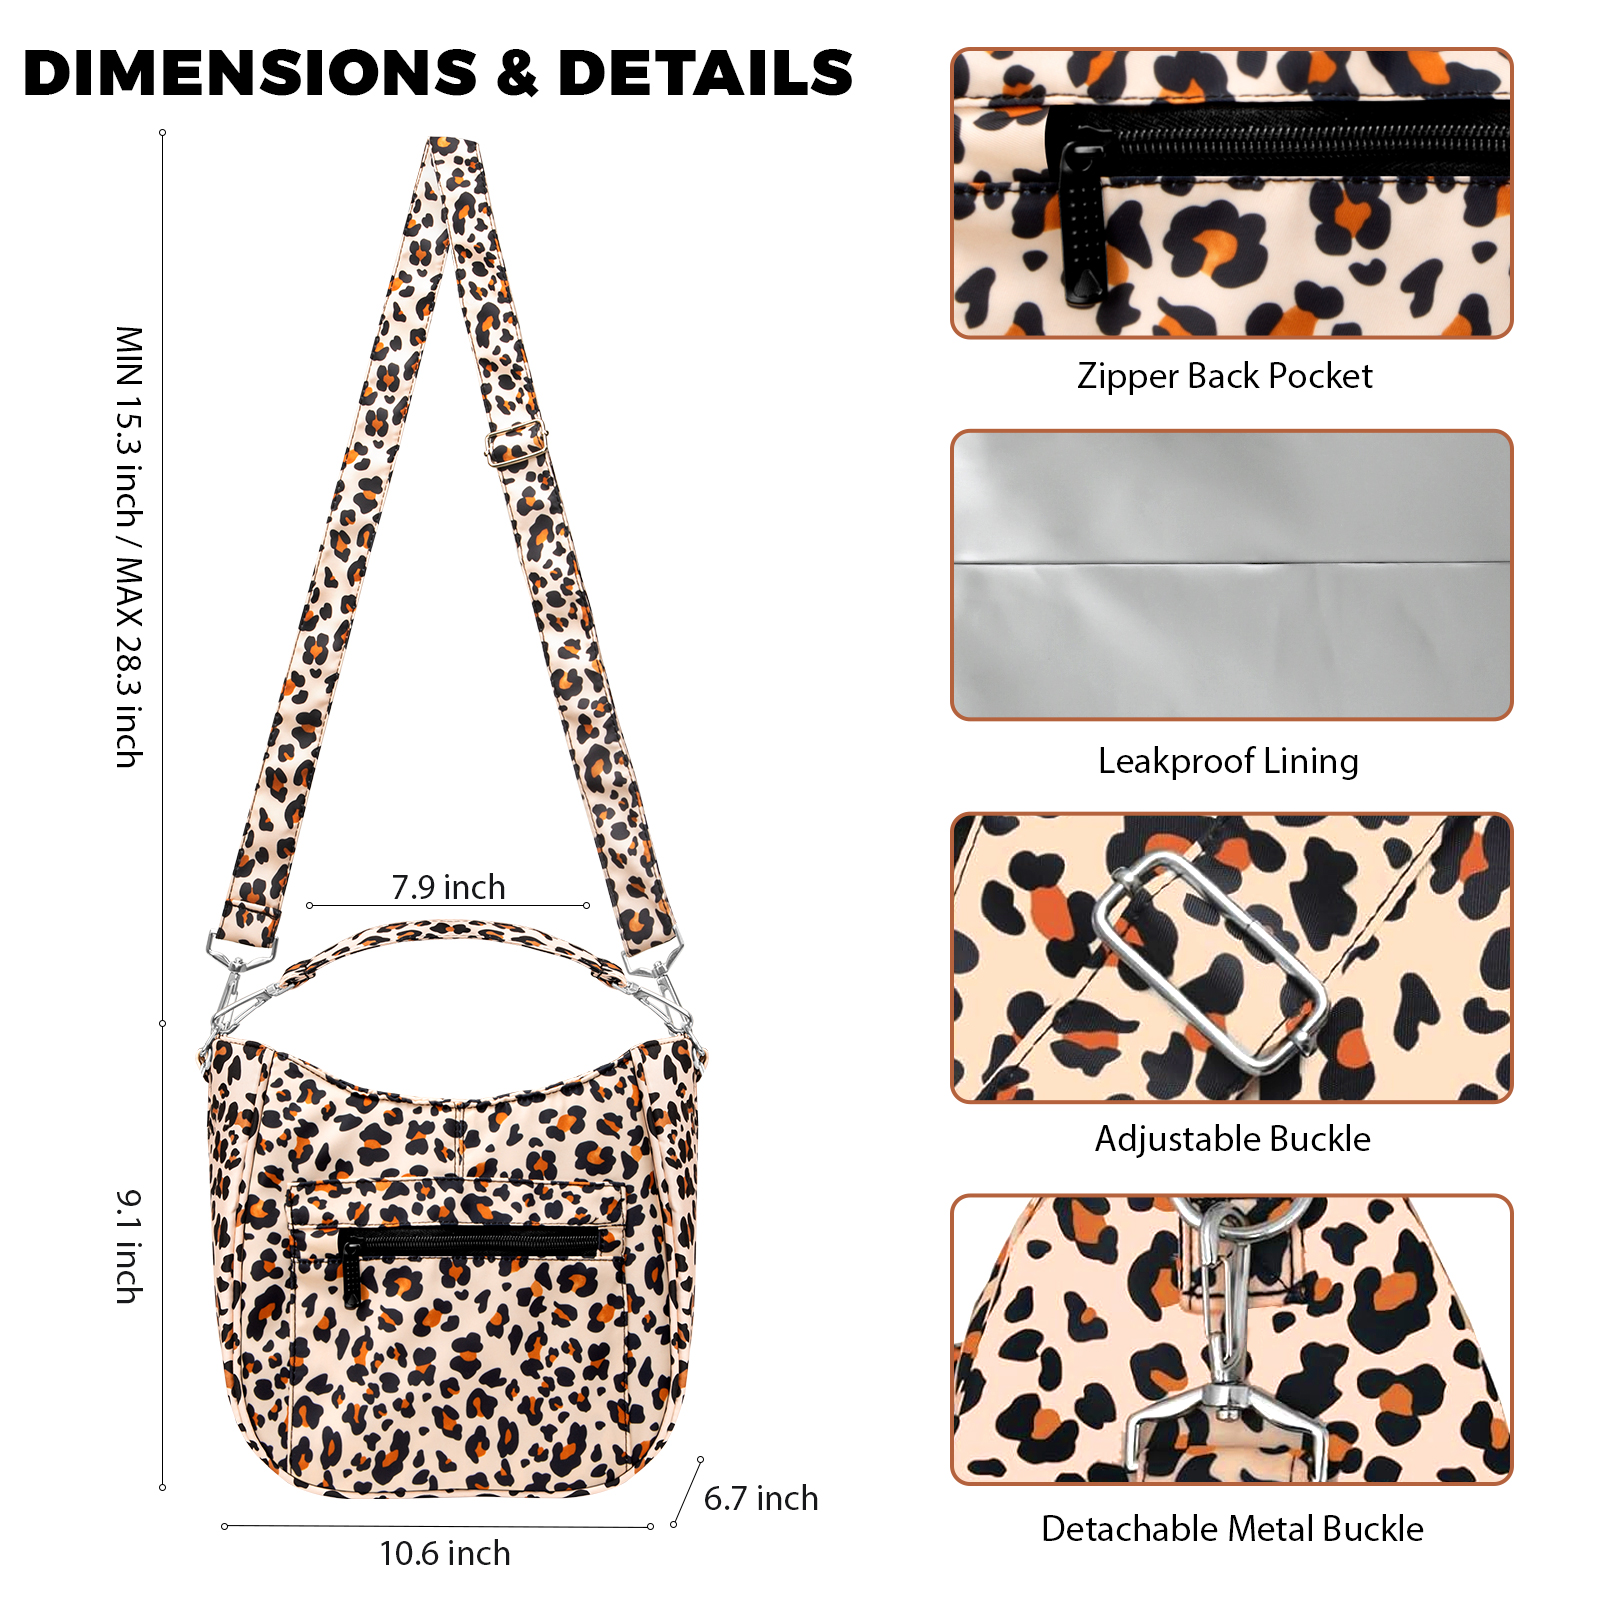 DIMENSIONS & DETAILS
MIN 15.3 inch / MAX 28.3 inch
7.9 inch
9.1 inch
10.6 inch
6.7 inch
Zipper Back Pocket
Leakproof Lining
Adjustable Buckle
Detachable Metal Buckle